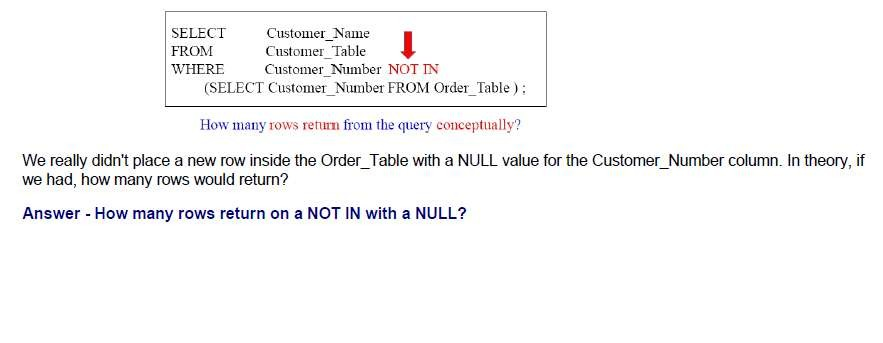 SELECT Customer_Name
FROM Customer_Table
WHERE Customer_Number NOT IN
(SELECT Customer_Number FROM Order_Table ) ;
How many rows return from the query conceptually?
We really didn't place a new row inside the Order_Table with a NULL value for the Customer_Number column. In theory, if
we had, how many rows would return?
Answer - How many rows return on a NOT IN with a NULL?